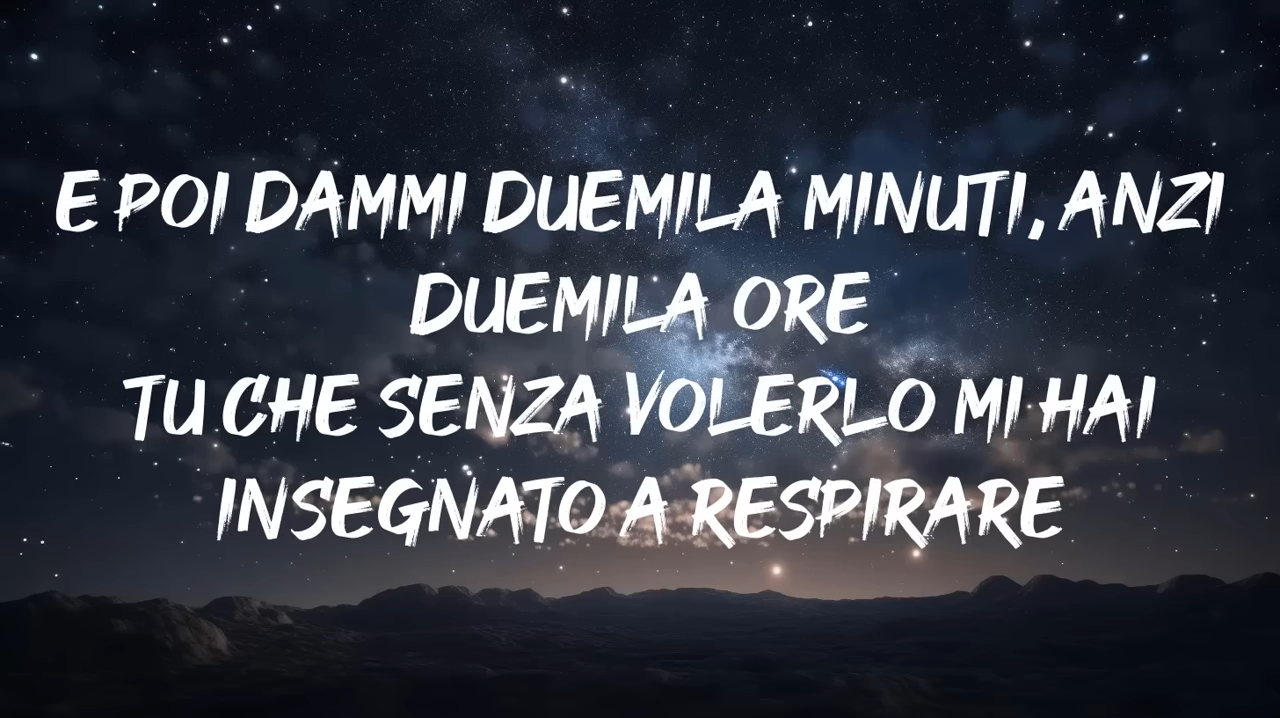 E POI DAMMI DUEMILA MINUTI, ANZI
DUEMILA ORE
TU CHE SENZA VOLERLO MI HAI
INSEGNATO A RESPIRARE